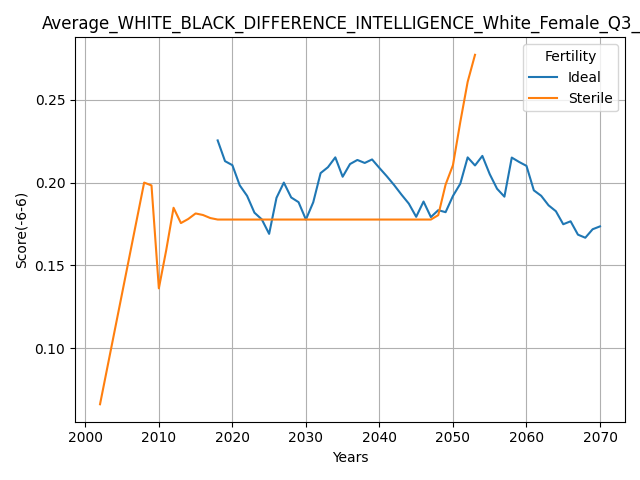 Average_WHITE_BLACK_DIFFERENCE_INTELLIGENCE_White_Female_Q3_
Fertility
Ideal
Sterile
Score(-6-6)
0.25
0.20
0.15
0.10
2000 2010 2020 2030 2040 2050 2060 2070
Years